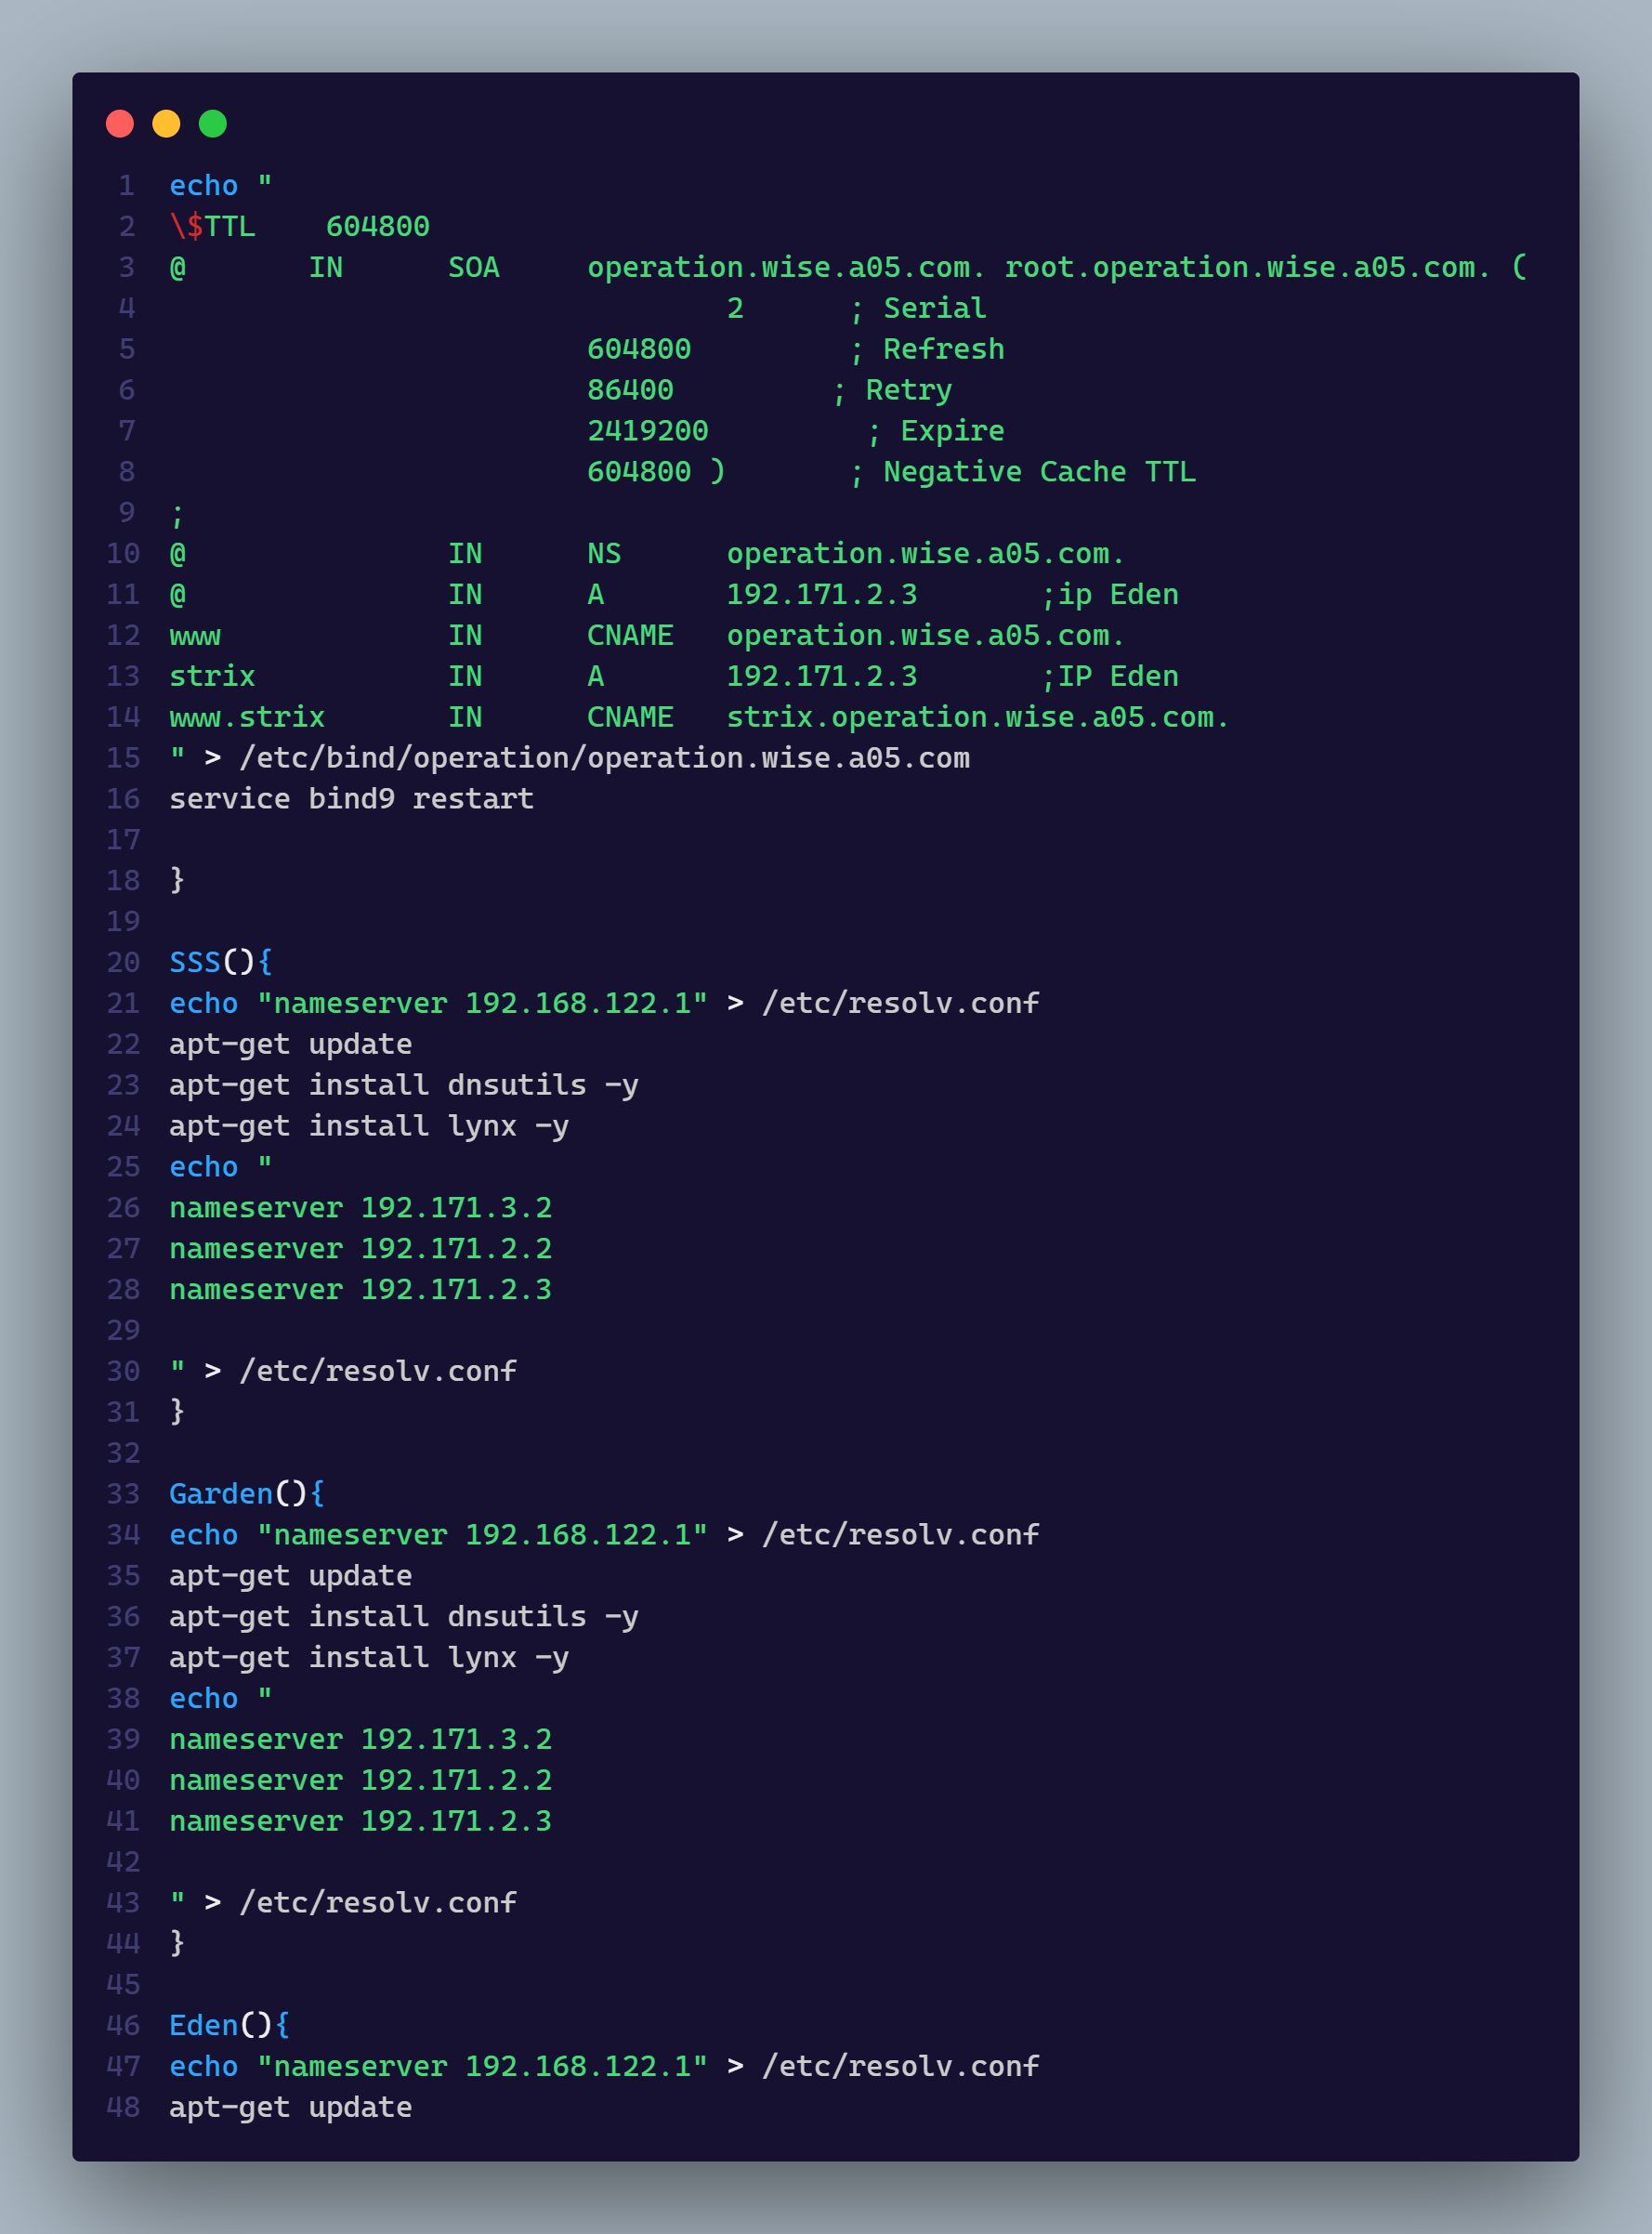 1 echo "
2 \$TTL    604800
3 @       IN      SOA     operation.wise.a05.com. root.operation.wise.a05.com. (
4                                 2      ; Serial
5                         604800         ; Refresh
6                         86400         ; Retry
7                         2419200         ; Expire
8                         604800 )       ; Negative Cache TTL
9 ;
10 @               IN      NS      operation.wise.a05.com.
11 @               IN      A       192.171.2.3       ;ip Eden
12 www             IN      CNAME   operation.wise.a05.com.
13 strix           IN      A       192.171.2.3       ;IP Eden
14 www.strix       IN      CNAME   strix.operation.wise.a05.com.
15 " > /etc/bind/operation/operation.wise.a05.com
16 service bind9 restart
17
18 }
19
20 SSS(){
21 echo "nameserver 192.168.122.1" > /etc/resolv.conf
22 apt-get update
23 apt-get install dnsutils -y
24 apt-get install lynx -y
25 echo "
26 nameserver 192.171.3.2
27 nameserver 192.171.2.2
28 nameserver 192.171.2.3
29
30 " > /etc/resolv.conf
31 }
32
33 Garden(){
34 echo "nameserver 192.168.122.1" > /etc/resolv.conf
35 apt-get update
36 apt-get install dnsutils -y
37 apt-get install lynx -y
38 echo "
39 nameserver 192.171.3.2
40 nameserver 192.171.2.2
41 nameserver 192.171.2.3
42
43 " > /etc/resolv.conf
44 }
45
46 Eden(){
47 echo "nameserver 192.168.122.1" > /etc/resolv.conf
48 apt-get update